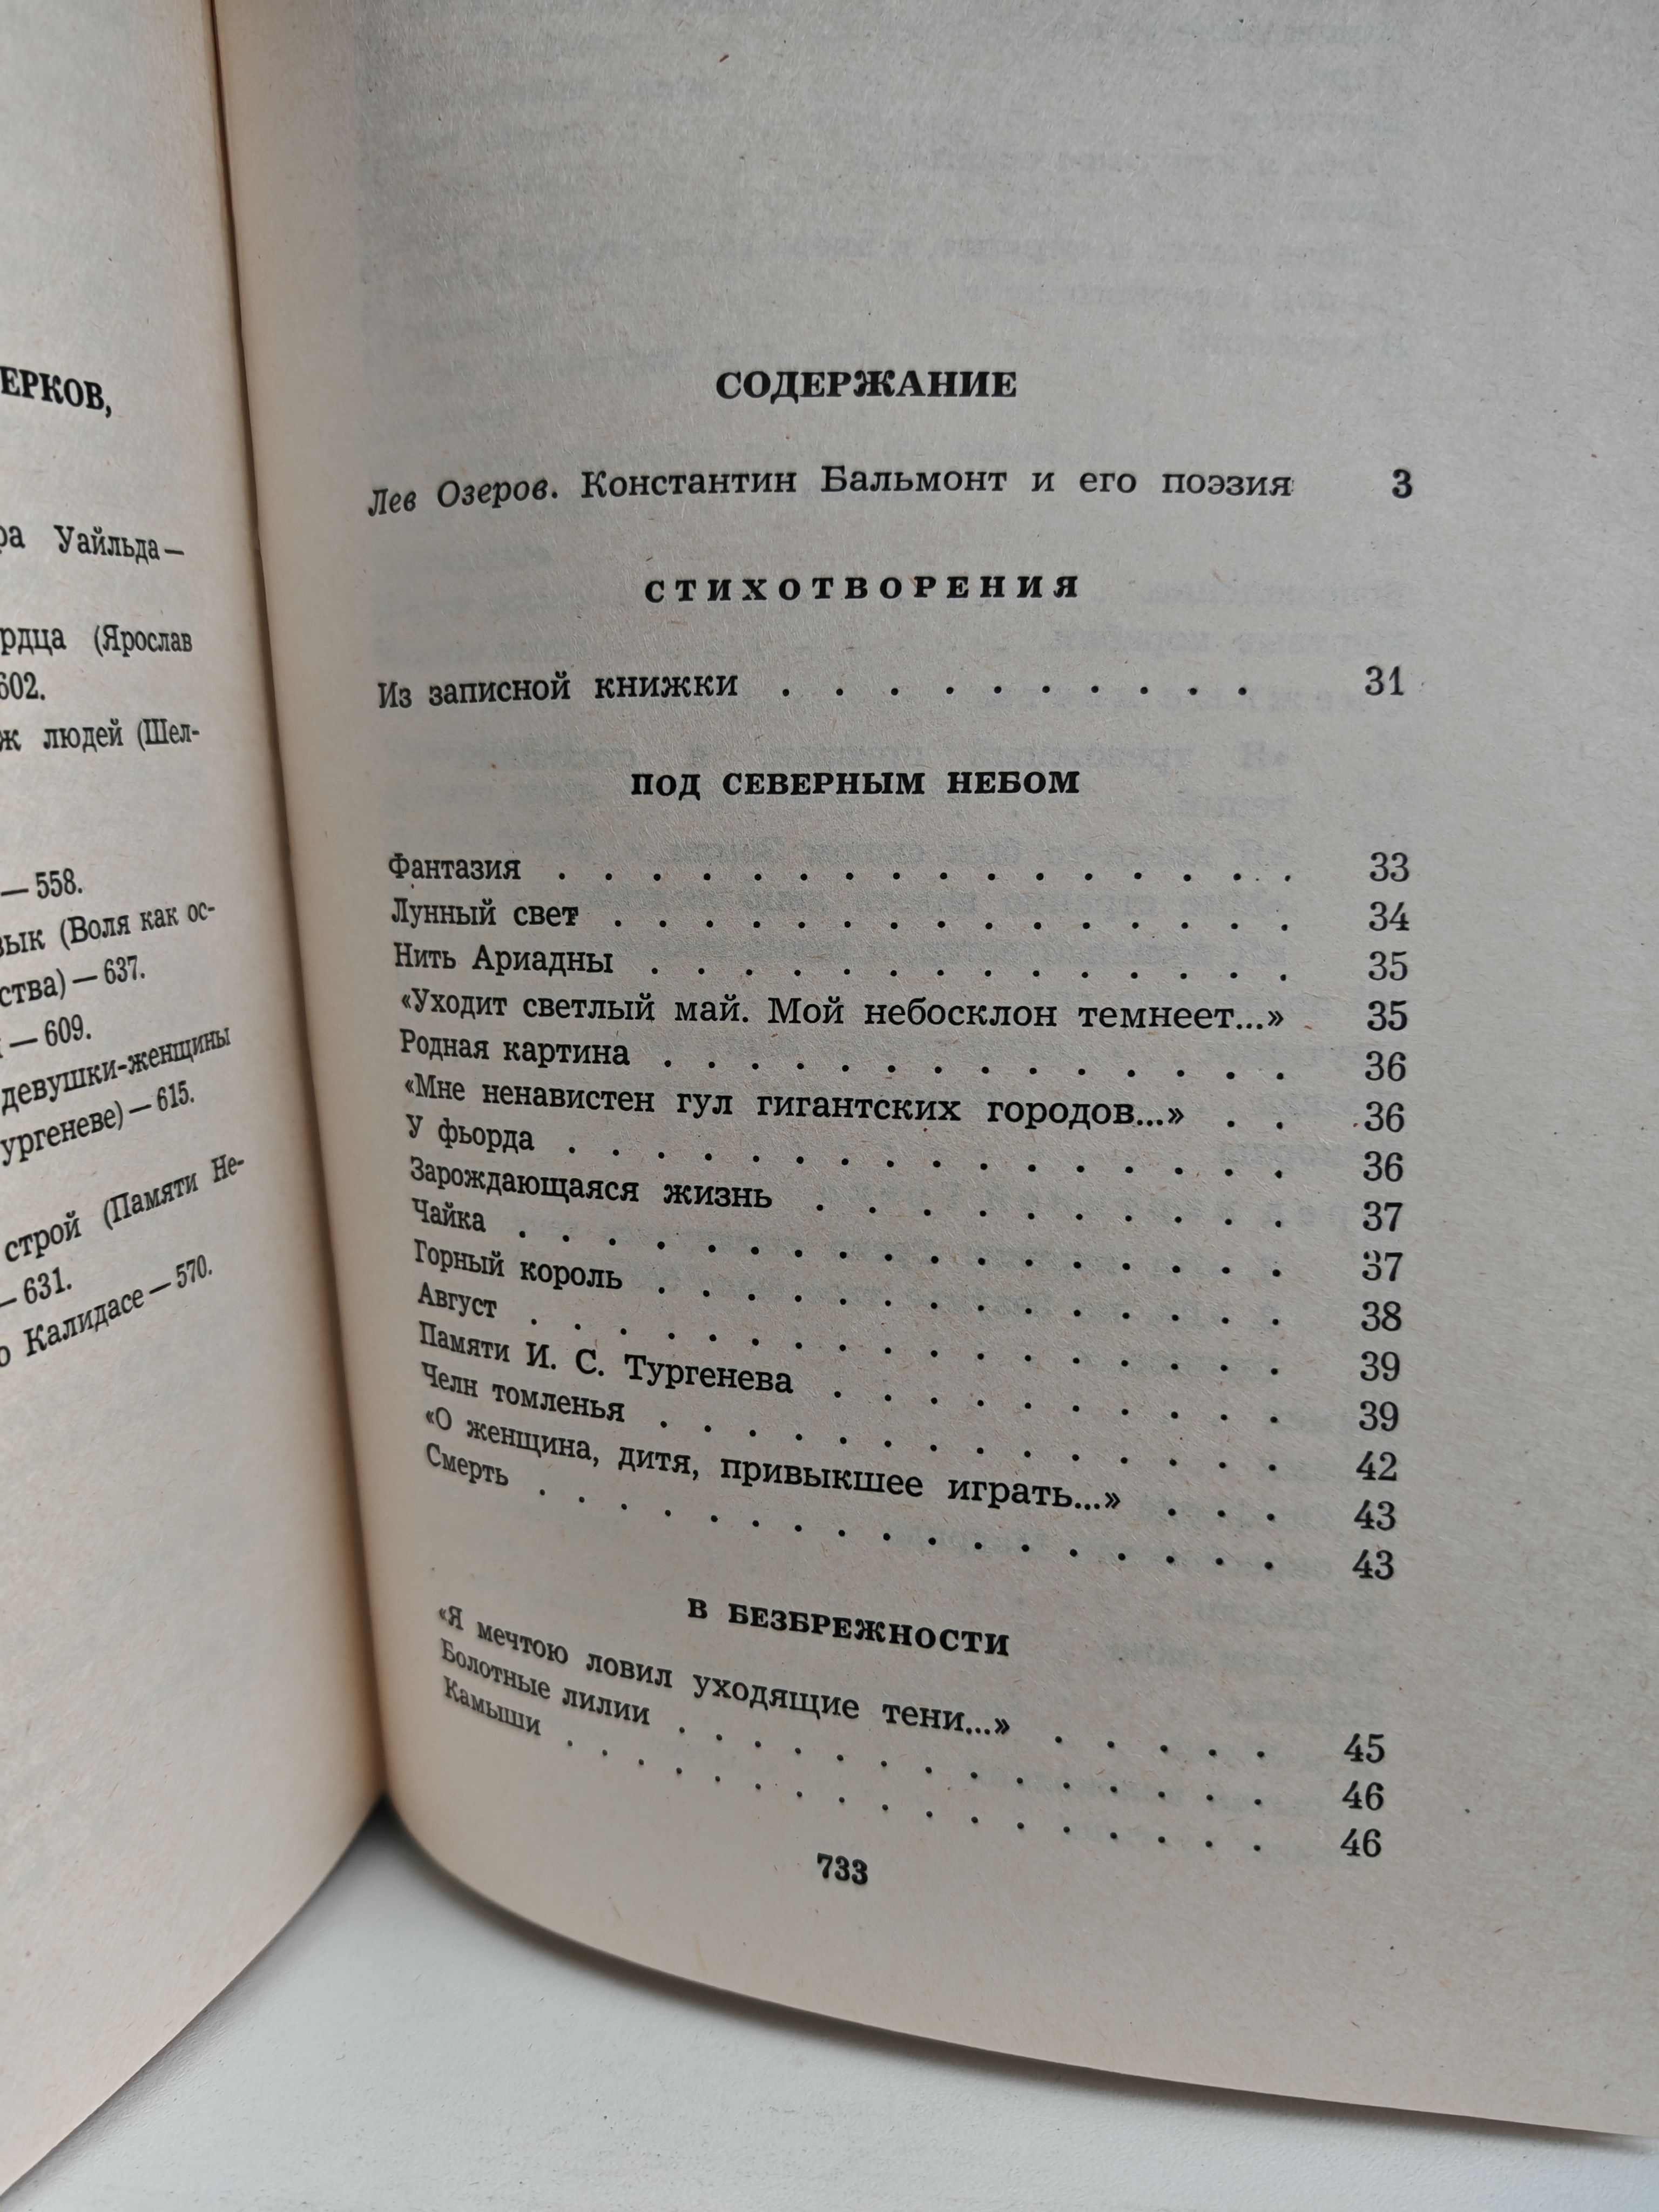 ЕРКОВ,
Уайльда—
рдца (Ярослав
602.
ж людей (Шел-
— 558.
зык (Воля как ос-
ства) — 637.
— 609.
девушки-женщины
ургеневе) — 615.
строй (Памяти Не-
— 631.
о Калидасе — 570.
СОДЕРЖАНИЕ
Лев Озеров. Константин Бальмонт и его поэзия 3
СТИХОТВОРЕНИЯ
Из записной книжки . . . . . . . . . . . 31
ПОД СЕВЕРНЫМ НЕБОМ
Фантазия . . . . . . . . . . . . . . . . . 33
Лунный свет . . . . . . . . . . . . . . . 34
Нить Ариадны . . . . . . . . . . . . . . 35
«Уходит светлый май. Мой небосклон темнеет...» 35
Родная картина . . . . . . . . . . . . . . 36
«Мне ненавистен гул гигантских городов...» . . 36
У фьорда . . . . . . . . . . . . . . . . 36
Зарождающаяся жизнь . . . . . . . . . . . 37
Чайка . . . . . . . . . . . . . . . . . 37
Горный король . . . . . . . . . . . . . . 38
Август . . . . . . . . . . . . . . . . . 39
Памяти И. С. Тургенева . . . . . . . . . . 39
Челн томленья . . . . . . . . . . . . . . 42
«О женщина, дитя, привыкшее играть...» . . . 43
Смерть . . . . . . . . . . . . . . . . . 43
В БЕЗБРЕЖНОСТИ
«Я мечтою ловил уходящие тени...» . . . . . 45
Болотные лилии . . . . . . . . . . . . . . 46
Камыши . . . . . . . . . . . . . . . . . 46
733